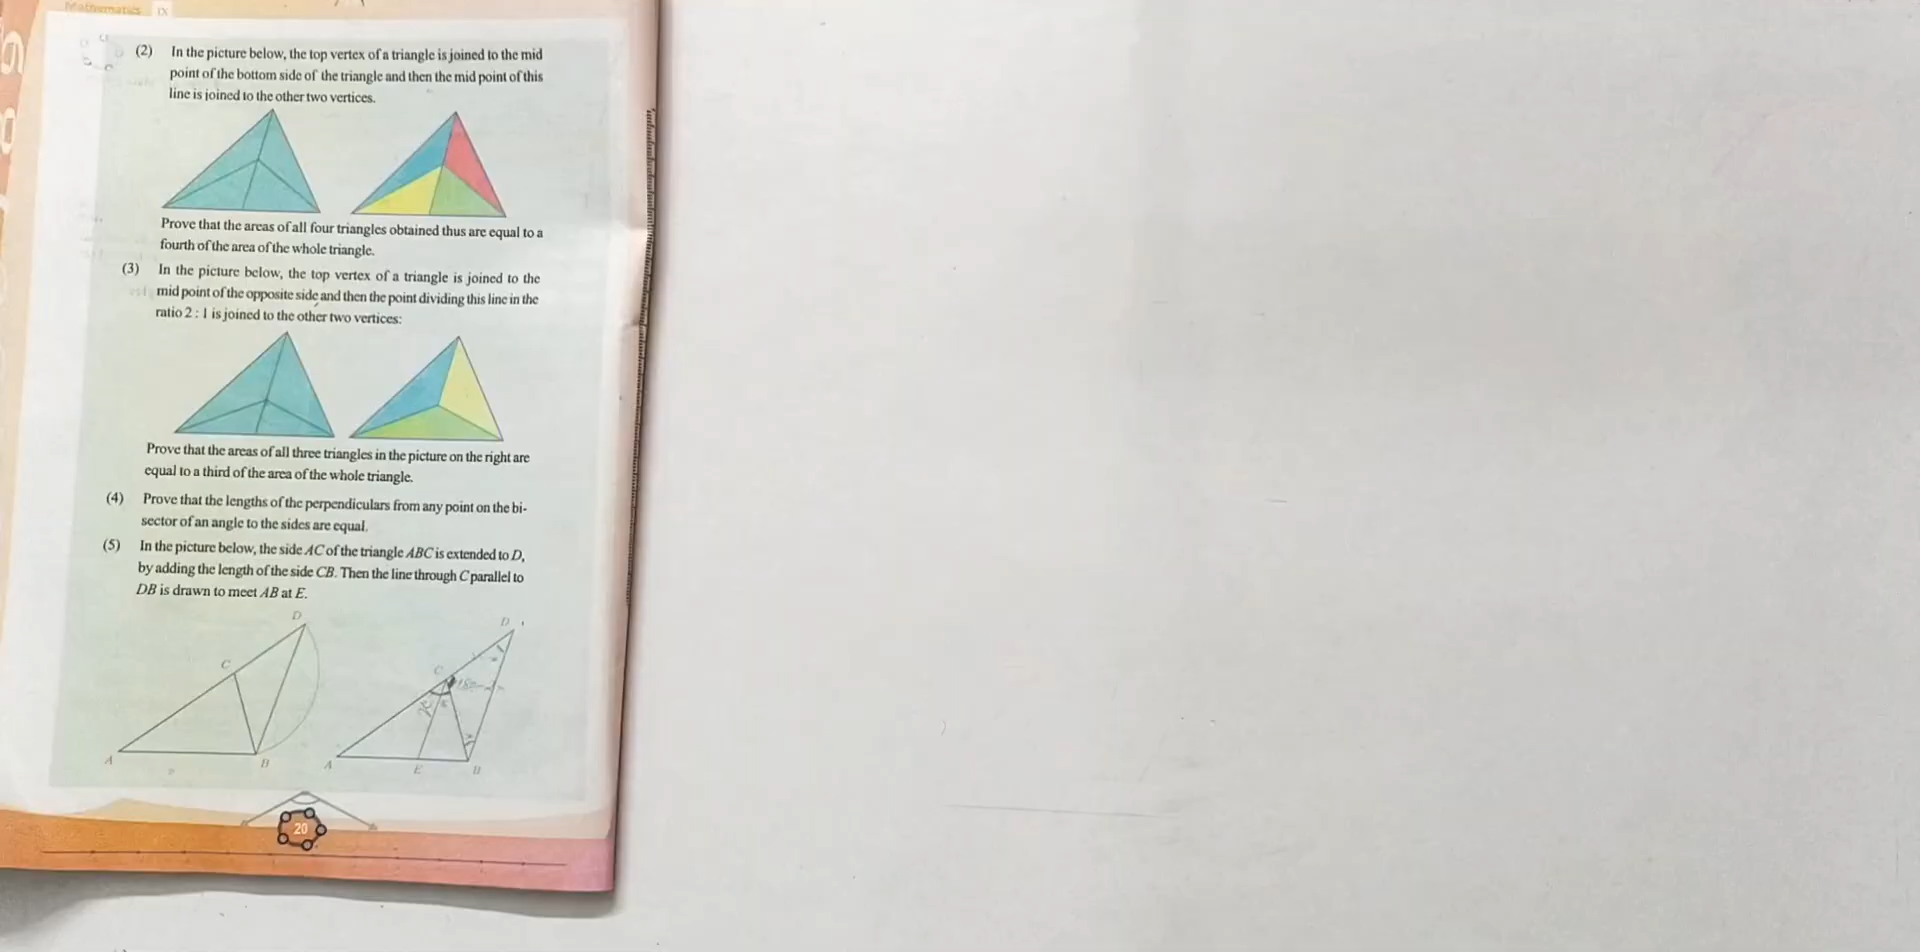 Mathematics IX
(2) In the picture below, the top vertex of a triangle is joined to the mid
point of the bottom side of the triangle and then the mid point of this
line is joined to the other two vertices.
Prove that the areas of all four triangles obtained thus are equal to a
fourth of the area of the whole triangle.
(3) In the picture below, the top vertex of a triangle is joined to the
mid point of the opposite side and then the point dividing this line in the
ratio 2 : 1 is joined to the other two vertices:
Prove that the areas of all three triangles in the picture on the right are
equal to a third of the area of the whole triangle.
(4) Prove that the lengths of the perpendiculars from any point on the bi-
sector of an angle to the sides are equal.
(5) In the picture below, the side AC of the triangle ABC is extended to D,
by adding the length of the side CB. Then the line through C parallel to
DB is drawn to meet AB at E.
D
D
C
C
A
B
A
E
B
20